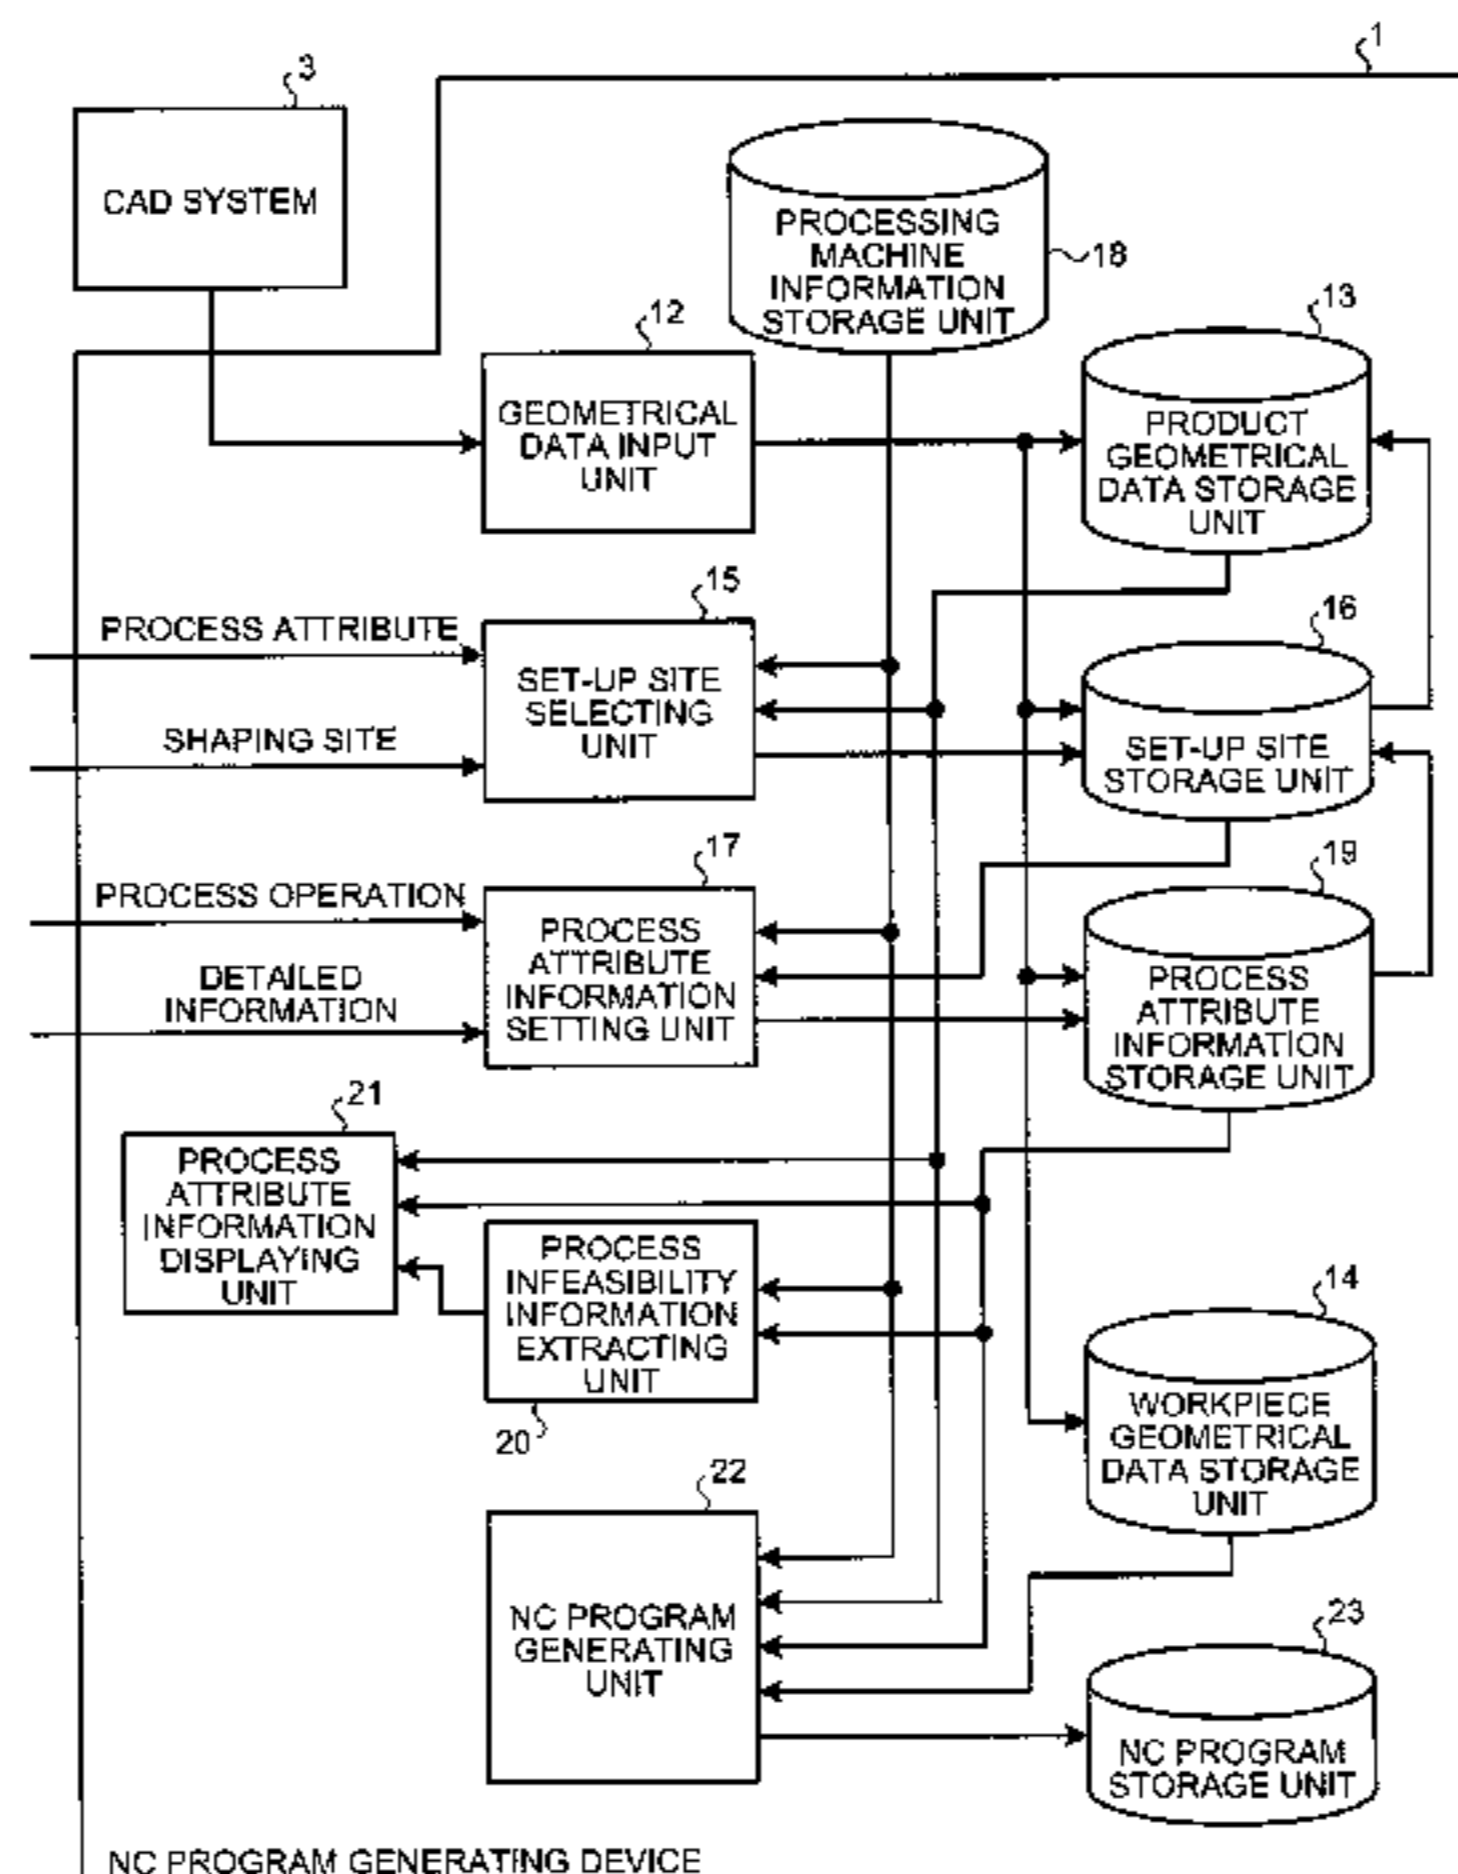 1
3
CAD SYSTEM
PROCESSING
MACHINE
INFORMATION
STORAGE UNIT
18
12
GEOMETRICAL
DATA INPUT
UNIT
13
PRODUCT
GEOMETRICAL
DATA STORAGE
UNIT
PROCESS ATTRIBUTE
SHAPING SITE
15
SET-UP SITE
SELECTING
UNIT
16
SET-UP SITE
STORAGE UNIT
PROCESS OPERATION
DETAILED
INFORMATION
17
PROCESS
ATTRIBUTE
INFORMATION
SETTING UNIT
19
PROCESS
ATTRIBUTE
INFORMATION
STORAGE UNIT
21
PROCESS
ATTRIBUTE
INFORMATION
DISPLAYING
UNIT
PROCESS
INFEASIBILITY
INFORMATION
EXTRACTING
UNIT
20
14
WORKPIECE
GEOMETRICAL
DATA STORAGE
UNIT
22
NC PROGRAM
GENERATING
UNIT
23
NC PROGRAM
STORAGE UNIT
NC PROGRAM GENERATING DEVICE